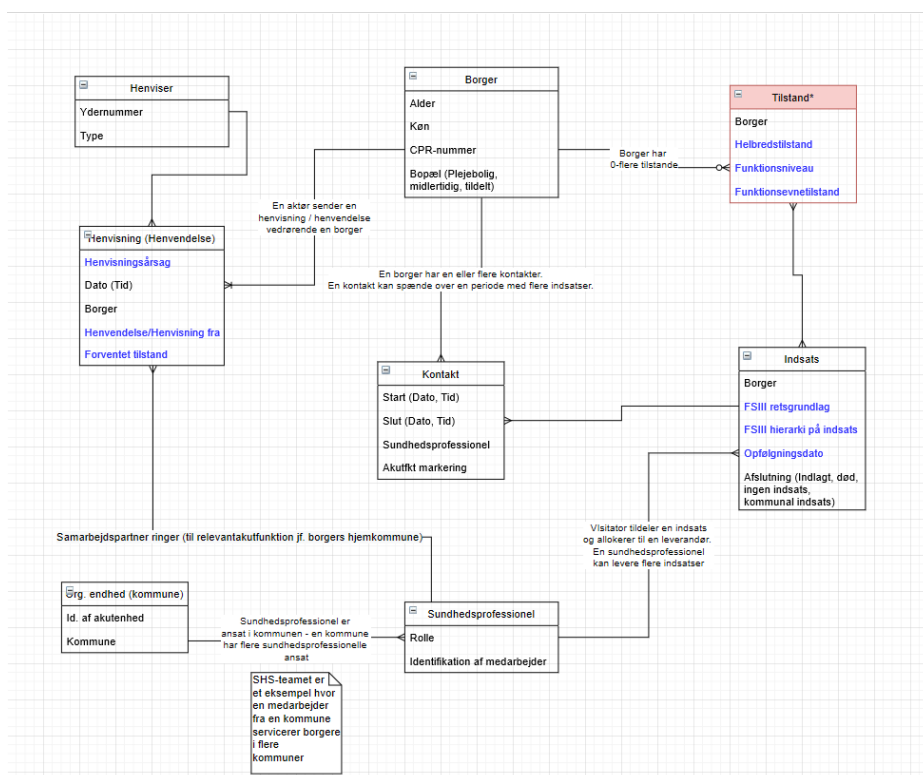 Henviser
Ydernummer
Type
Borger
Alder
Køn
CPR-nummer
Bopæl (Plejebolig,
midlertidig, tildelt)
Tilstand*
Borger
Helbredstilstand
Funktionsniveau
Funktionsevnetilstand
Borger har
0-flere tilstande
En aktør sender en
henvisning / henvendelse
vedrørende en borger
Henvisning (Henvendelse)
Henvisningsårsag
Dato (Tid)
Borger
Henvendelse/Henvisning fra
Forventet tilstand
En borger har en eller flere kontakter.
En kontakt kan spænde over en periode med flere indsatser.
Kontakt
Start (Dato, Tid)
Slut (Dato, Tid)
Sundhedsprofessionel
Akutfkt markering
Indsats
Borger
FSIII retsgrundlag
FSIII hierarki på indsats
Opfølgningsdato
Afslutning (Indlagt, død,
ingen indsats,
kommunal indsats)
Samarbejdspartner ringer (til relevantakutfunktion jf. borgers hjemkommune)
VIsitator tildeler en indsats
og allokerer til en leverandør.
En sundhedsprofessionel
kan levere flere indsatser
Org. endhed (kommune)
Id. af akutenhed
Kommune
Sundhedsprofessionel er
ansat i kommunen - en kommune
har flere sundhedsprofessionelle
ansat
Sundhedsprofessionel
Rolle
Identifikation af medarbejder
SHS-teamet er
et eksempel hvor
en medarbejder
fra en kommune
servicerer borgere
i flere
kommuner